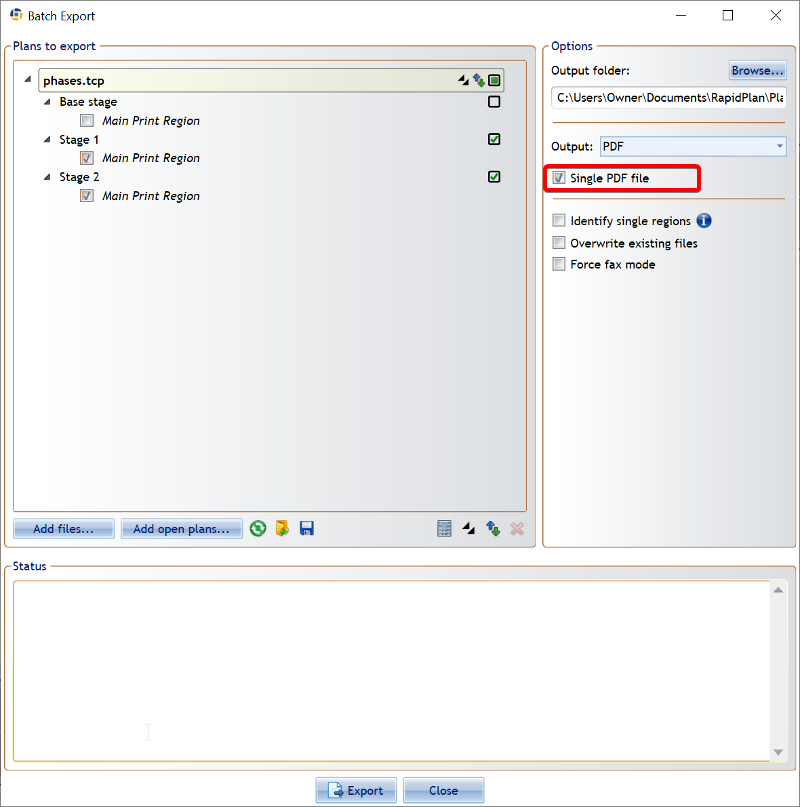 Batch Export
Plans to export
phases.tcp
Base stage
Main Print Region
Stage 1
Main Print Region
Stage 2
Main Print Region
Add files...
Add open plans...
Options
Output folder:
Browse...
C:\Users\Owner\Documents\RapidPlan\Pla
Output:
PDF
Single PDF file
Identify single regions
Overwrite existing files
Force fax mode
Status
Export
Close